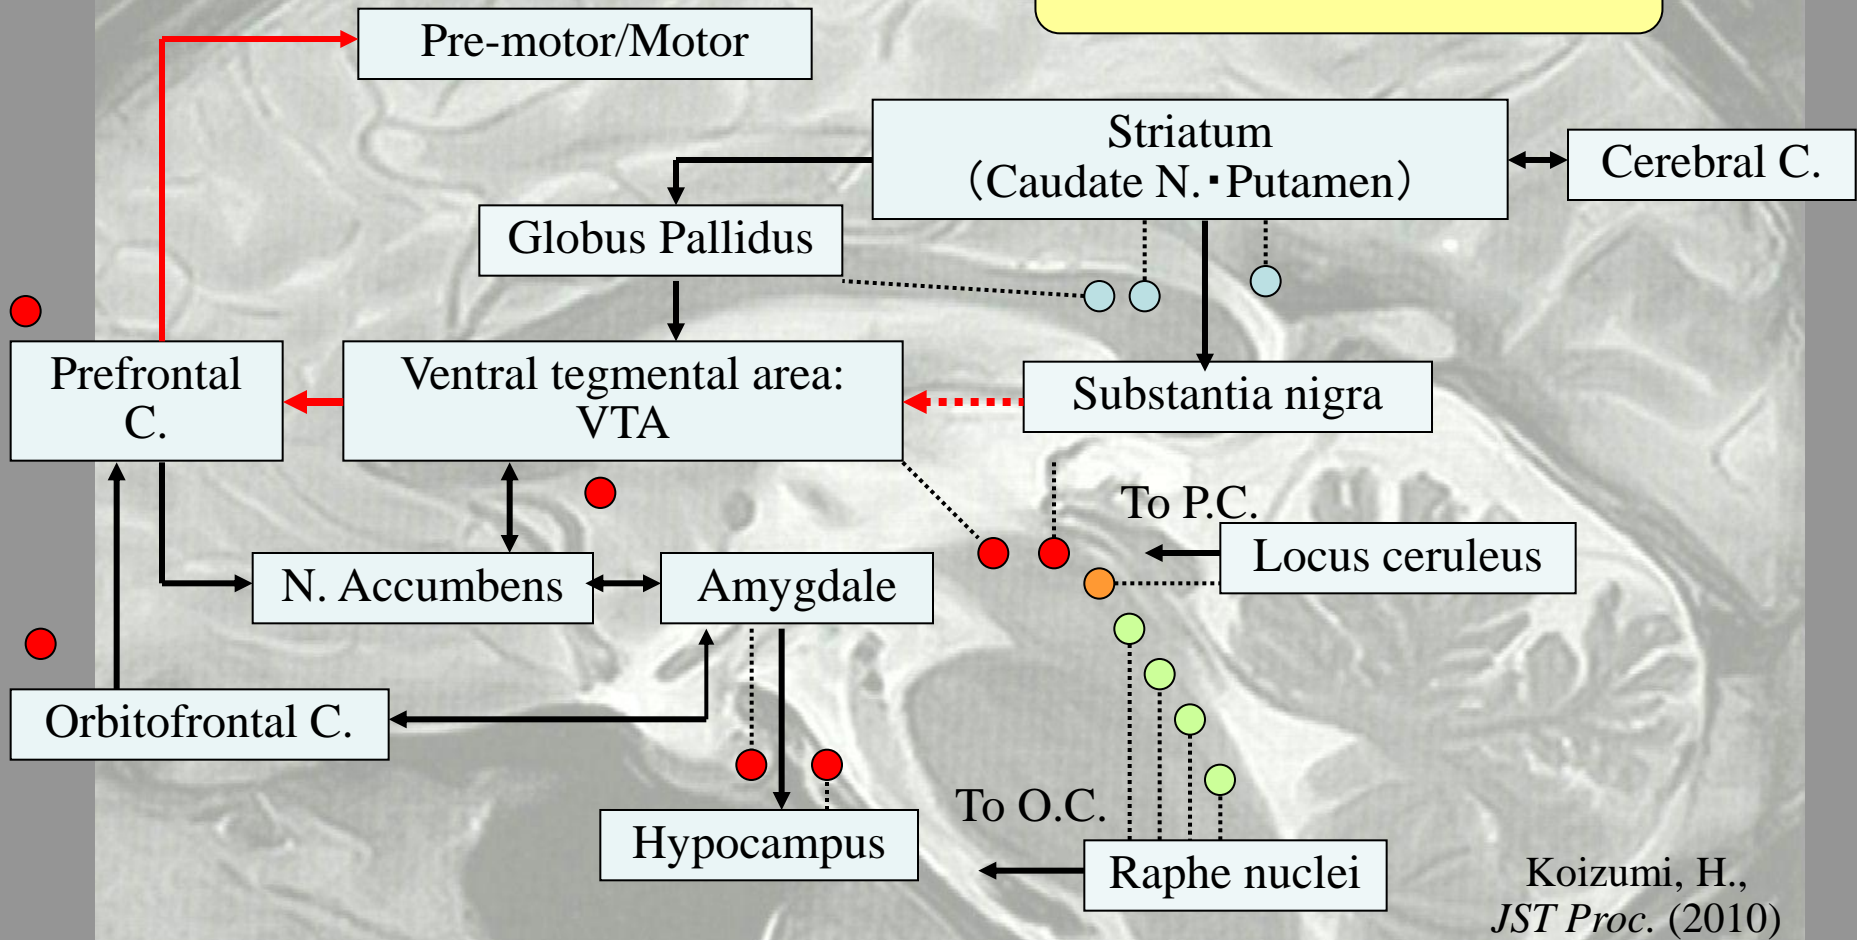 Pre-motor/Motor
Striatum
（Caudate N.▪Putamen）
Cerebral C.
Globus Pallidus
Prefrontal
C.
Ventral tegmental area:
VTA
Substantia nigra
To P.C.
Locus ceruleus
N. Accumbens
Amygdale
Orbitofrontal C.
To O.C.
Hypocampus
Raphe nuclei
Koizumi, H.,
JST Proc. (2010)